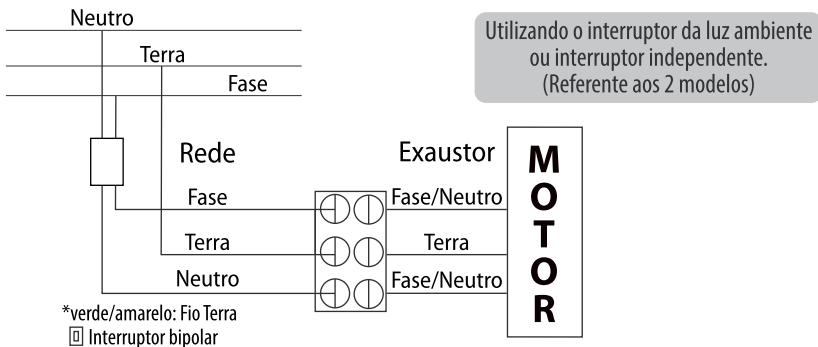 Neutro
Terra
Fase
Utilizando o interruptor da luz ambiente
ou interruptor independente.
(Referente aos 2 modelos)
Rede
Exaustor
Fase
Fase/Neutro
Terra
Terra
Neutro
Fase/Neutro
MOTOR
*verde/amarelo: Fio Terra
Interruptor bipolar